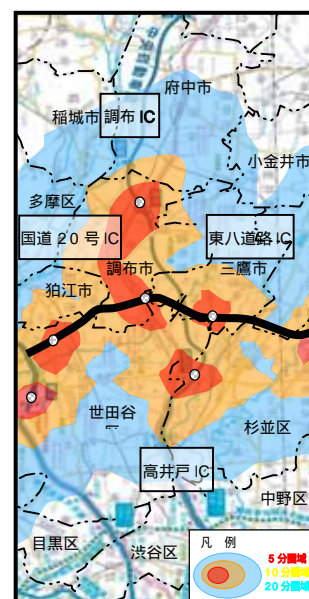 府中市
稲城市
調布 IC
小金井市
多摩区
国道 20 号 IC
東八道路 IC
調布市
三鷹市
狛江市
世田谷
区
杉並区
高井戸 IC
中野区
目黒区
渋谷区
凡 例
5 分圏域
10 分圏域
20 分圏域